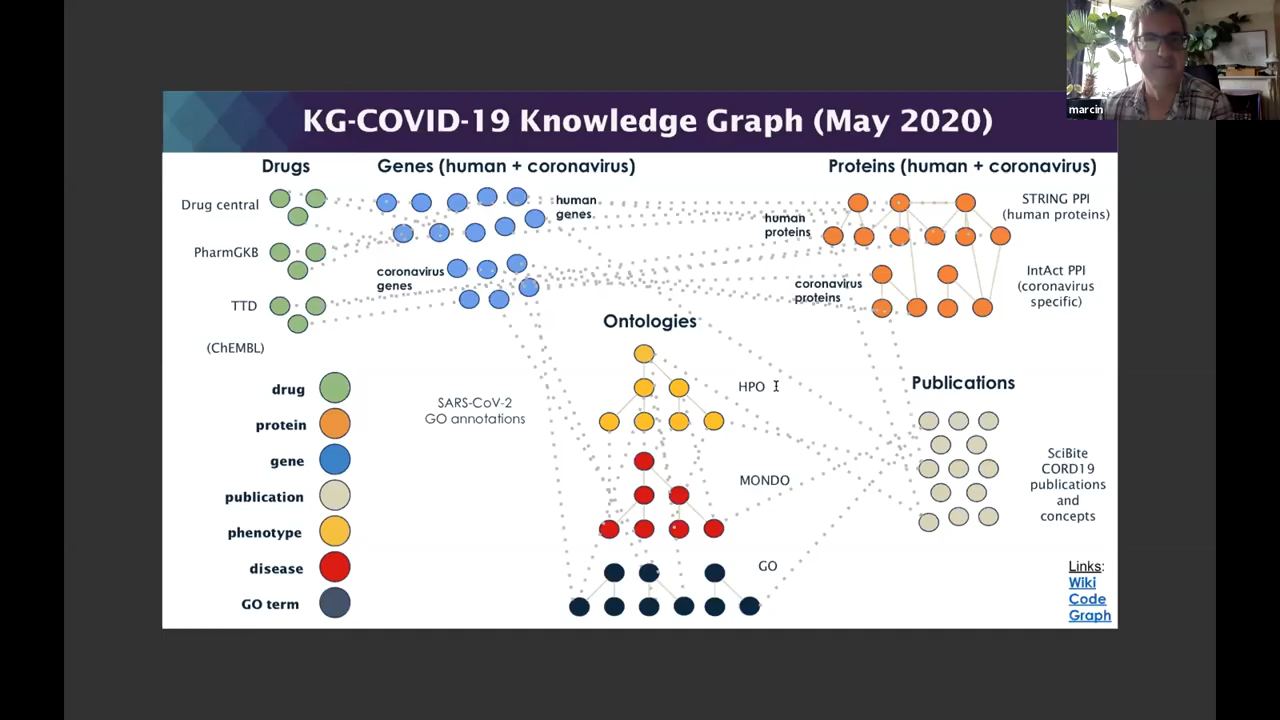 marcin
KG-COVID-19 Knowledge Graph (May 2020)
Drugs
Genes (human + coronavirus)
Proteins (human + coronavirus)
Drug central
human
genes
STRING PPI
(human proteins)
human
proteins
PharmGKB
coronavirus
genes
coronavirus
proteins
IntAct PPI
(coronavirus
specific)
TTD
(ChEMBL)
Ontologies
HPO
Publications
drug
protein
gene
publication
phenotype
disease
GO term
SARS-CoV-2
GO annotations
MONDO
SciBite
CORD19
publications
and
concepts
GO
Links:
Wiki
Code
Graph